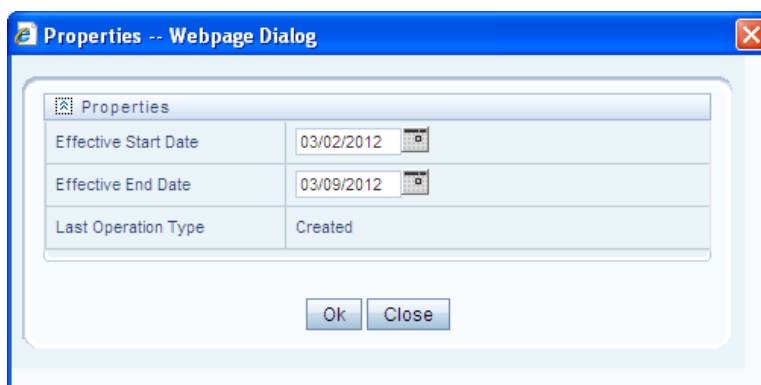 Properties -- Webpage Dialog
Properties
Effective Start Date 03/02/2012
Effective End Date 03/09/2012
Last Operation Type Created
Ok Close